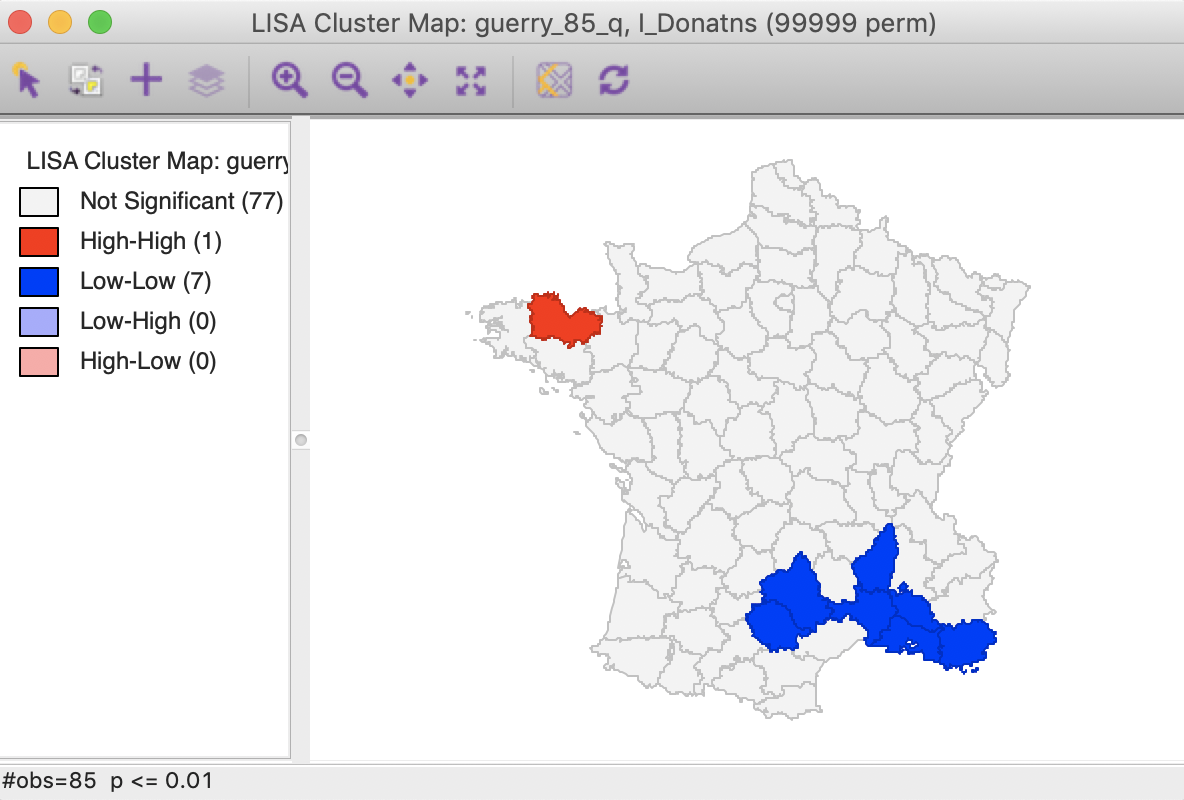 LISA Cluster Map: guerry_85_q, I_Donatns (99999 perm)
LISA Cluster Map: guerry
Not Significant (77)
High-High (1)
Low-Low (7)
Low-High (0)
High-Low (0)
#obs=85 p <= 0.01